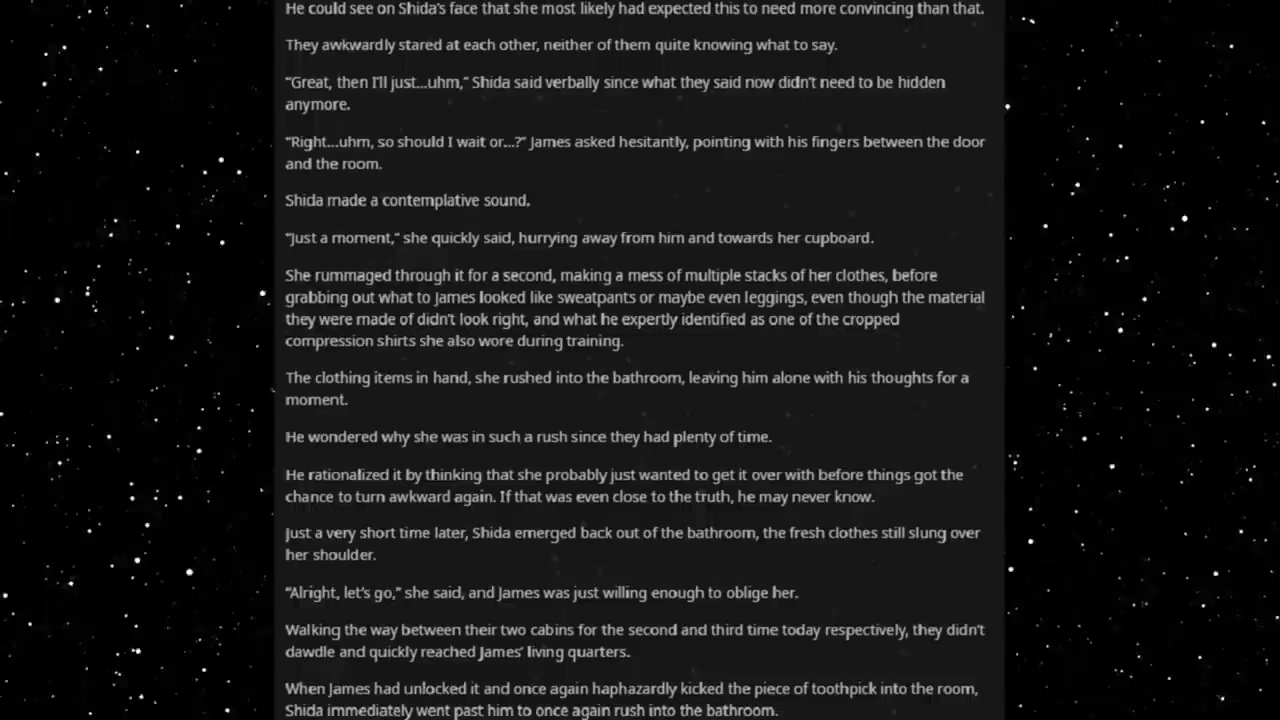 He could see on Shida’s face that she most likely had expected this to need more convincing than that.
They awkwardly stared at each other, neither of them quite knowing what to say.
“Great, then I’ll just...uhm,” Shida said verbally since what they said now didn’t need to be hidden
anymore.
“Right...uhm, so should I wait or...?” James asked hesitantly, pointing with his fingers between the door
and the room.
Shida made a contemplative sound.
“Just a moment,” she quickly said, hurrying away from him and towards her cupboard.
She rummaged through it for a second, making a mess of multiple stacks of her clothes, before
grabbing out what to James looked like sweatpants or maybe even leggings, even though the material
they were made of didn’t look right, and what he expertly identified as one of the cropped
compression shirts she also wore during training.
The clothing items in hand, she rushed into the bathroom, leaving him alone with his thoughts for a
moment.
He wondered why she was in such a rush since they had plenty of time.
He rationalized it by thinking that she probably just wanted to get it over with before things got the
chance to turn awkward again. If that was even close to the truth, he may never know.
Just a very short time later, Shida emerged back out of the bathroom, the fresh clothes still slung over
her shoulder.
“Alright, let’s go,” she said, and James was just willing enough to oblige her.
Walking the way between their two cabins for the second and third time today respectively, they didn’t
dawdle and quickly reached James’ living quarters.
When James had unlocked it and once again haphazardly kicked the piece of toothpick into the room,
Shida immediately went past him to once again rush into the bathroom.